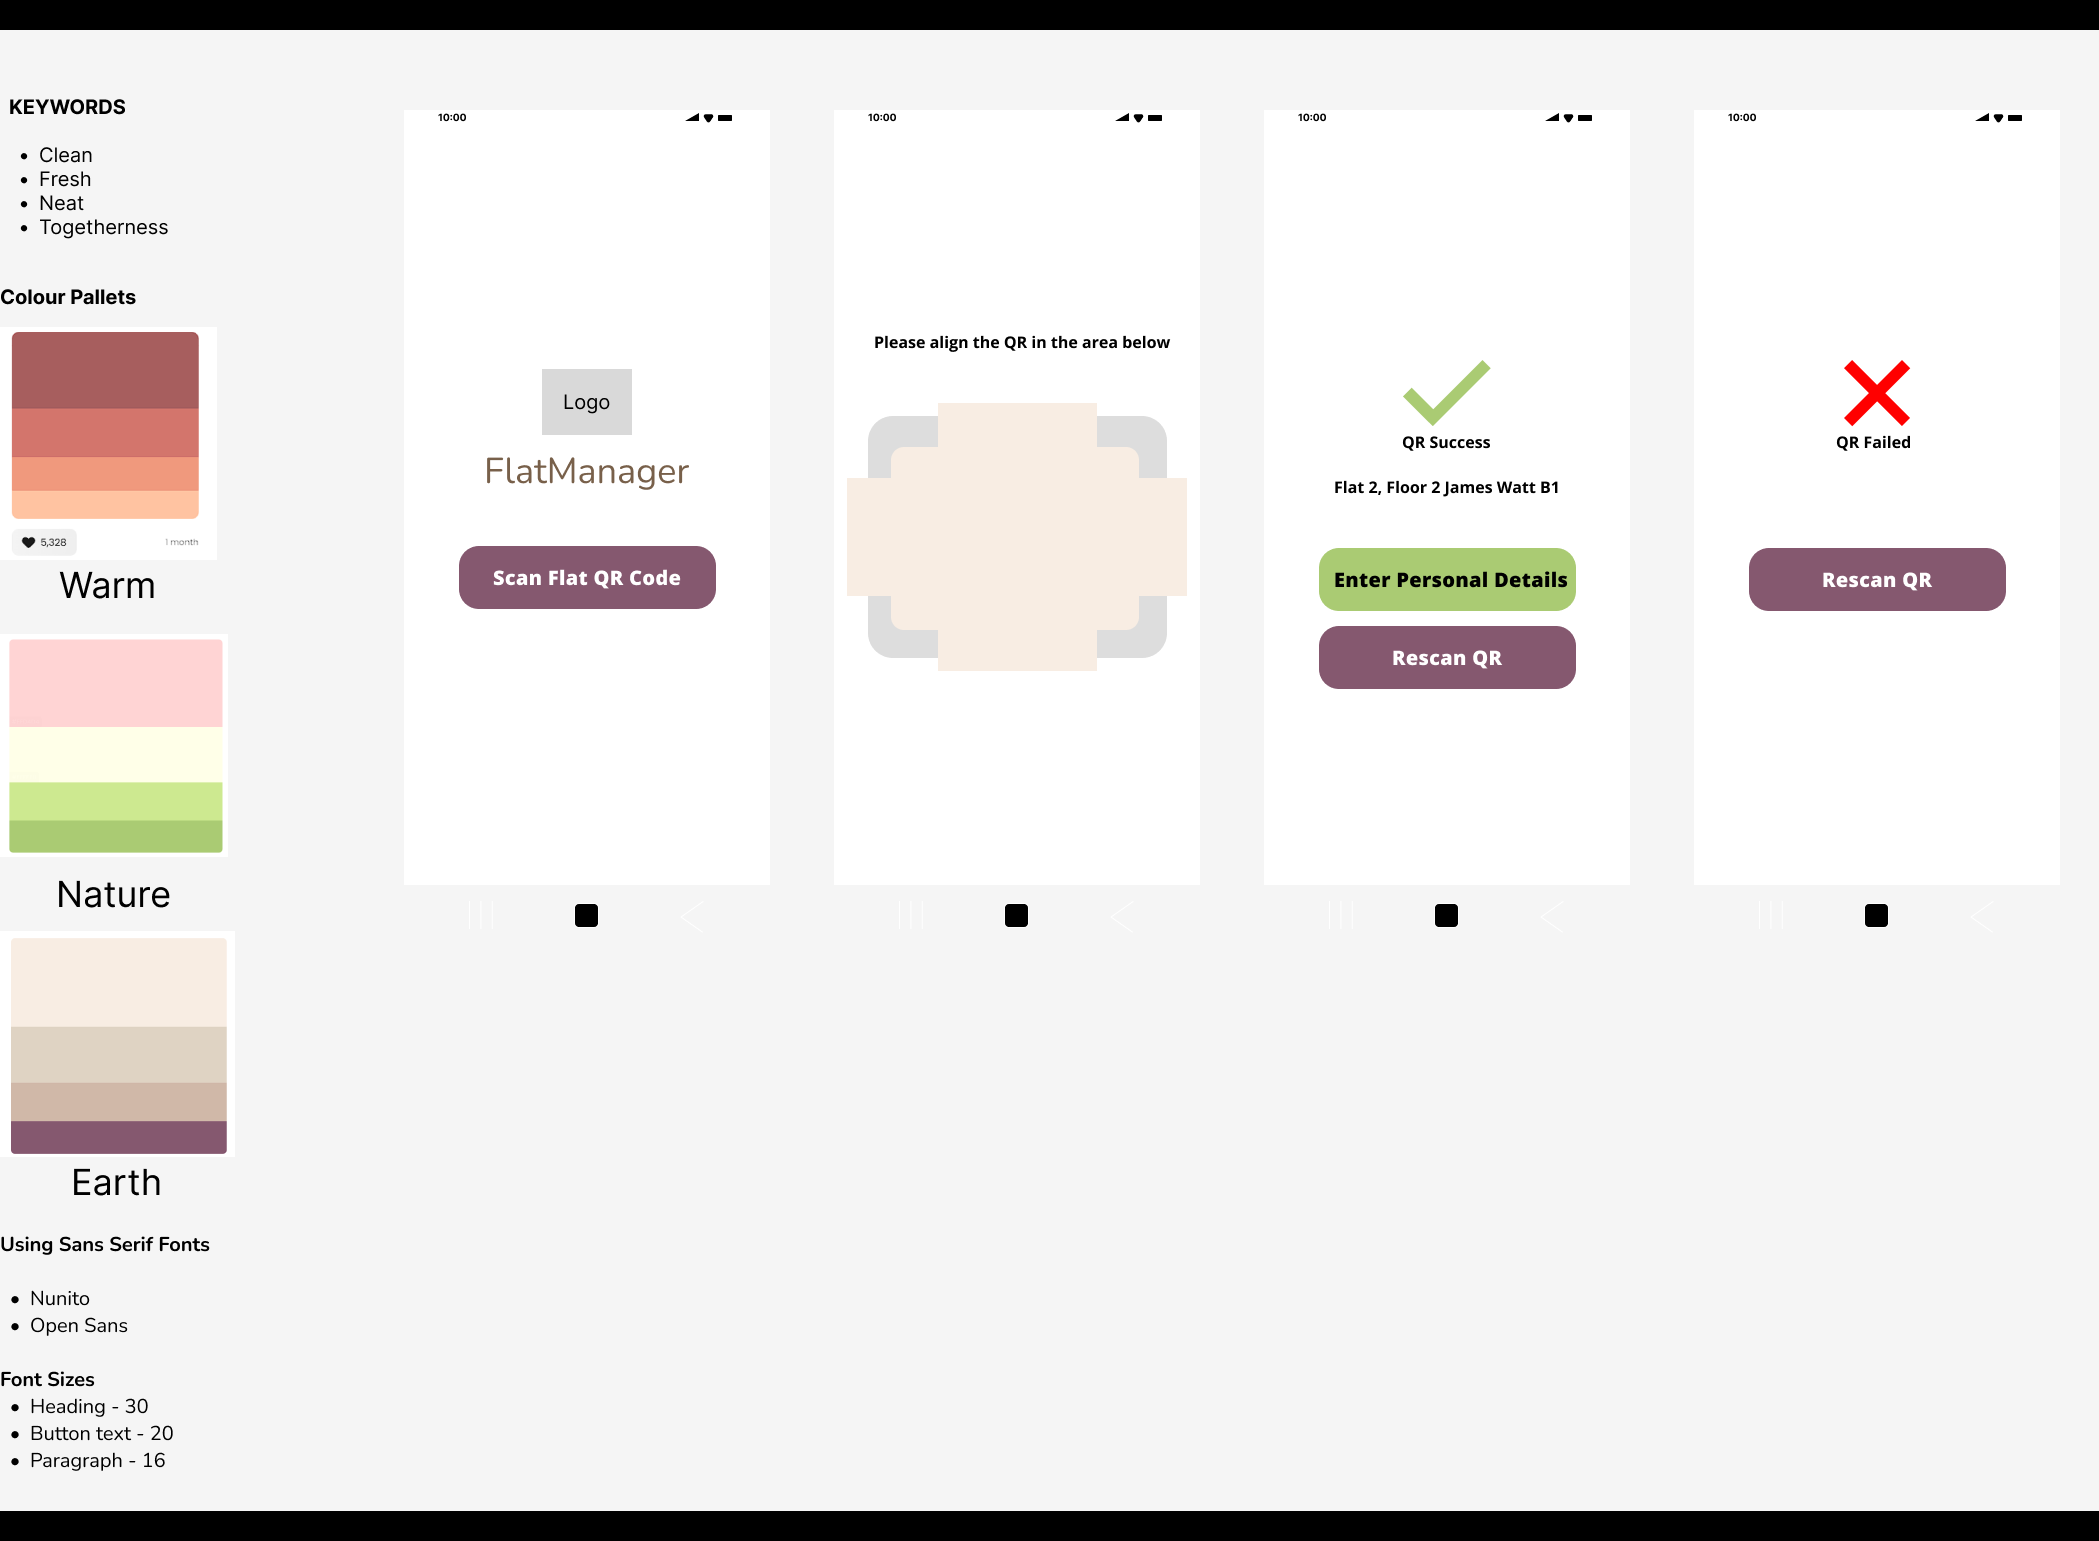 KEYWORDS
Clean
Fresh
Neat
Togetherness
Colour Pallets
5,328
1 month
Warm
Nature
Earth
Using Sans Serif Fonts
Nunito
Open Sans
Font Sizes
Heading - 30
Button text - 20
Paragraph - 16
10:00
Logo
FlatManager
Scan Flat QR Code
10:00
Please align the QR in the area below
10:00
QR Success
Flat 2, Floor 2 James Watt B1
Enter Personal Details
Rescan QR
10:00
QR Failed
Rescan QR